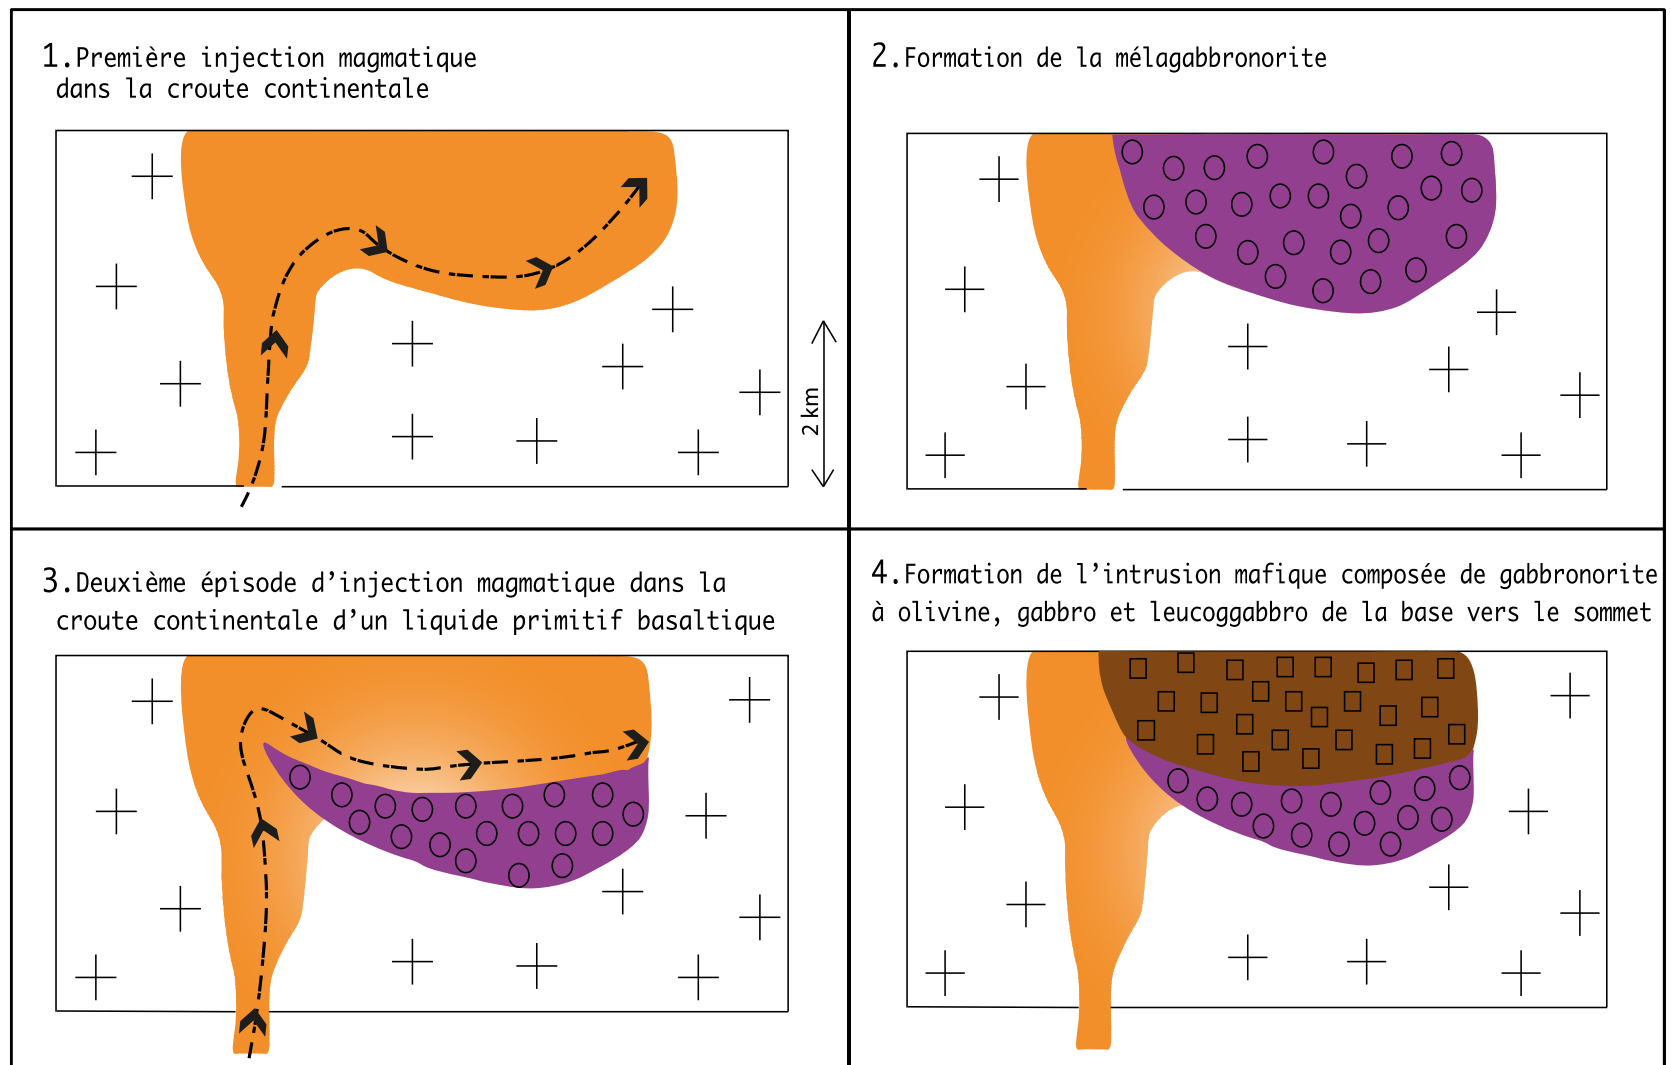 1.Première injection magmatique
dans la croute continentale
2.Formation de la mélagabbronorite
2 km
3.Deuxième épisode d'injection magmatique dans la
croute continentale d'un liquide primitif basaltique
4.Formation de l'intrusion mafique composée de gabbronorite
à olivine, gabbro et leucoggabbro de la base vers le sommet